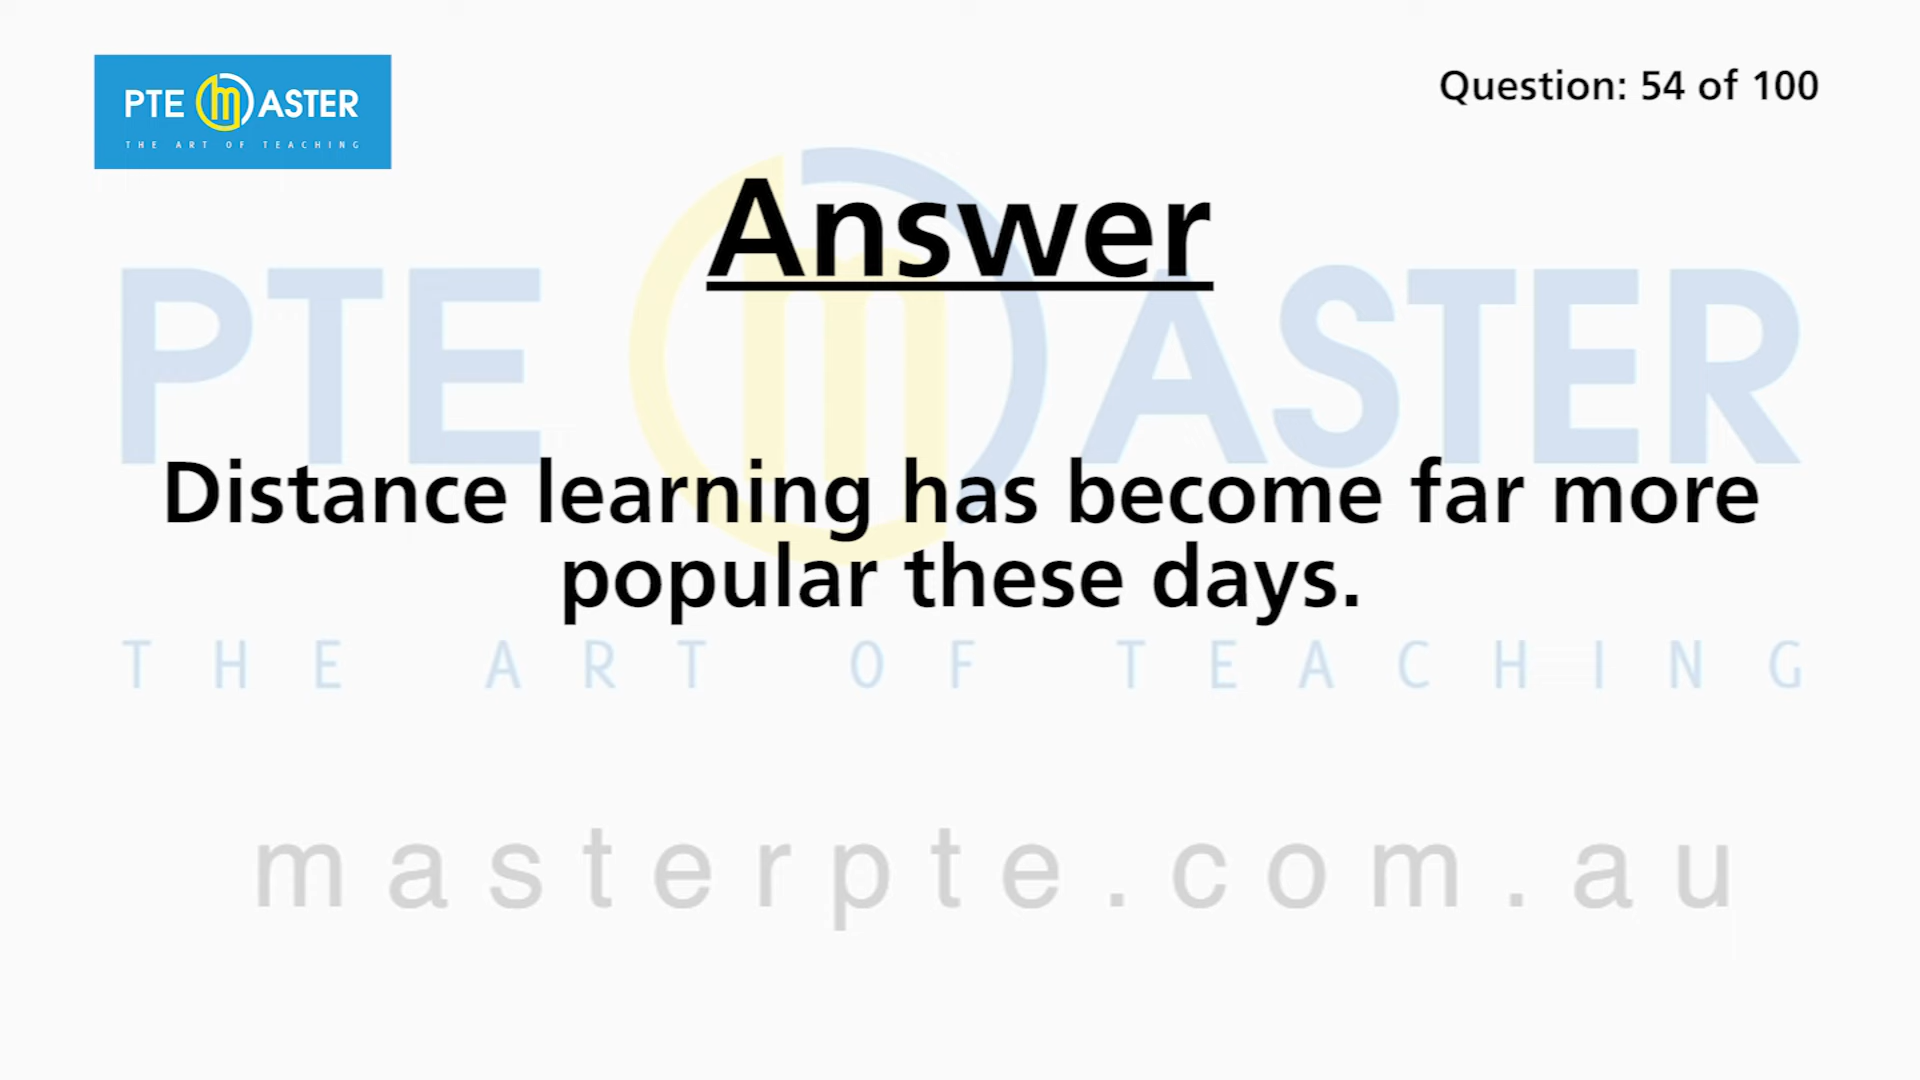 PTE MASTER
THE ART OF TEACHING
Question: 54 of 100
Answer
PTE MASTER
Distance learning has become far more
popular these days.
THE ART OF TEACHING
masterpte.com.au